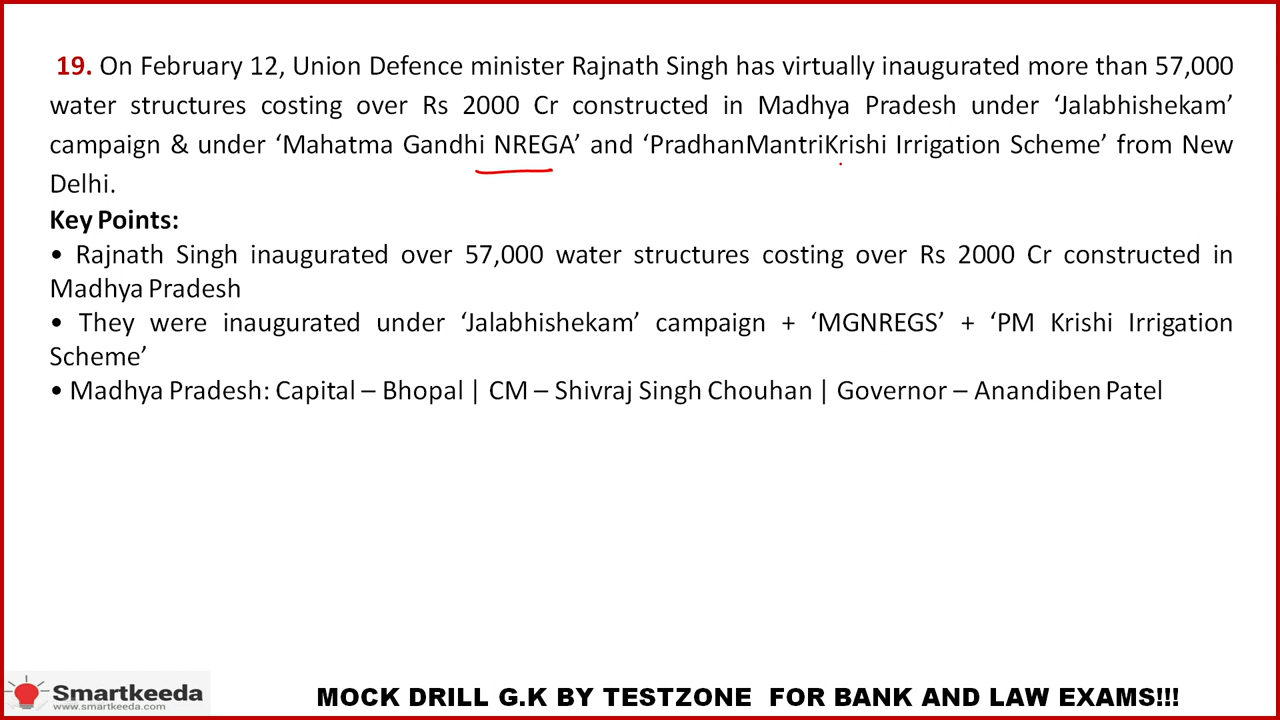 19. On February 12, Union Defence minister Rajnath Singh has virtually inaugurated more than 57,000
water structures costing over Rs 2000 Cr constructed in Madhya Pradesh under ‘Jalabhishekam’
campaign & under ‘Mahatma Gandhi NREGA’ and ‘PradhanMantriKrishi Irrigation Scheme’ from New
Delhi.
Key Points:
• Rajnath Singh inaugurated over 57,000 water structures costing over Rs 2000 Cr constructed in
Madhya Pradesh
• They were inaugurated under ‘Jalabhishekam’ campaign + ‘MGNREGS’ + ‘PM Krishi Irrigation
Scheme’
• Madhya Pradesh: Capital – Bhopal | CM – Shivraj Singh Chouhan | Governor – Anandiben Patel
Smartkeeda
www.smartkeeda.com
MOCK DRILL G.K BY TESTZONE FOR BANK AND LAW EXAMS!!!